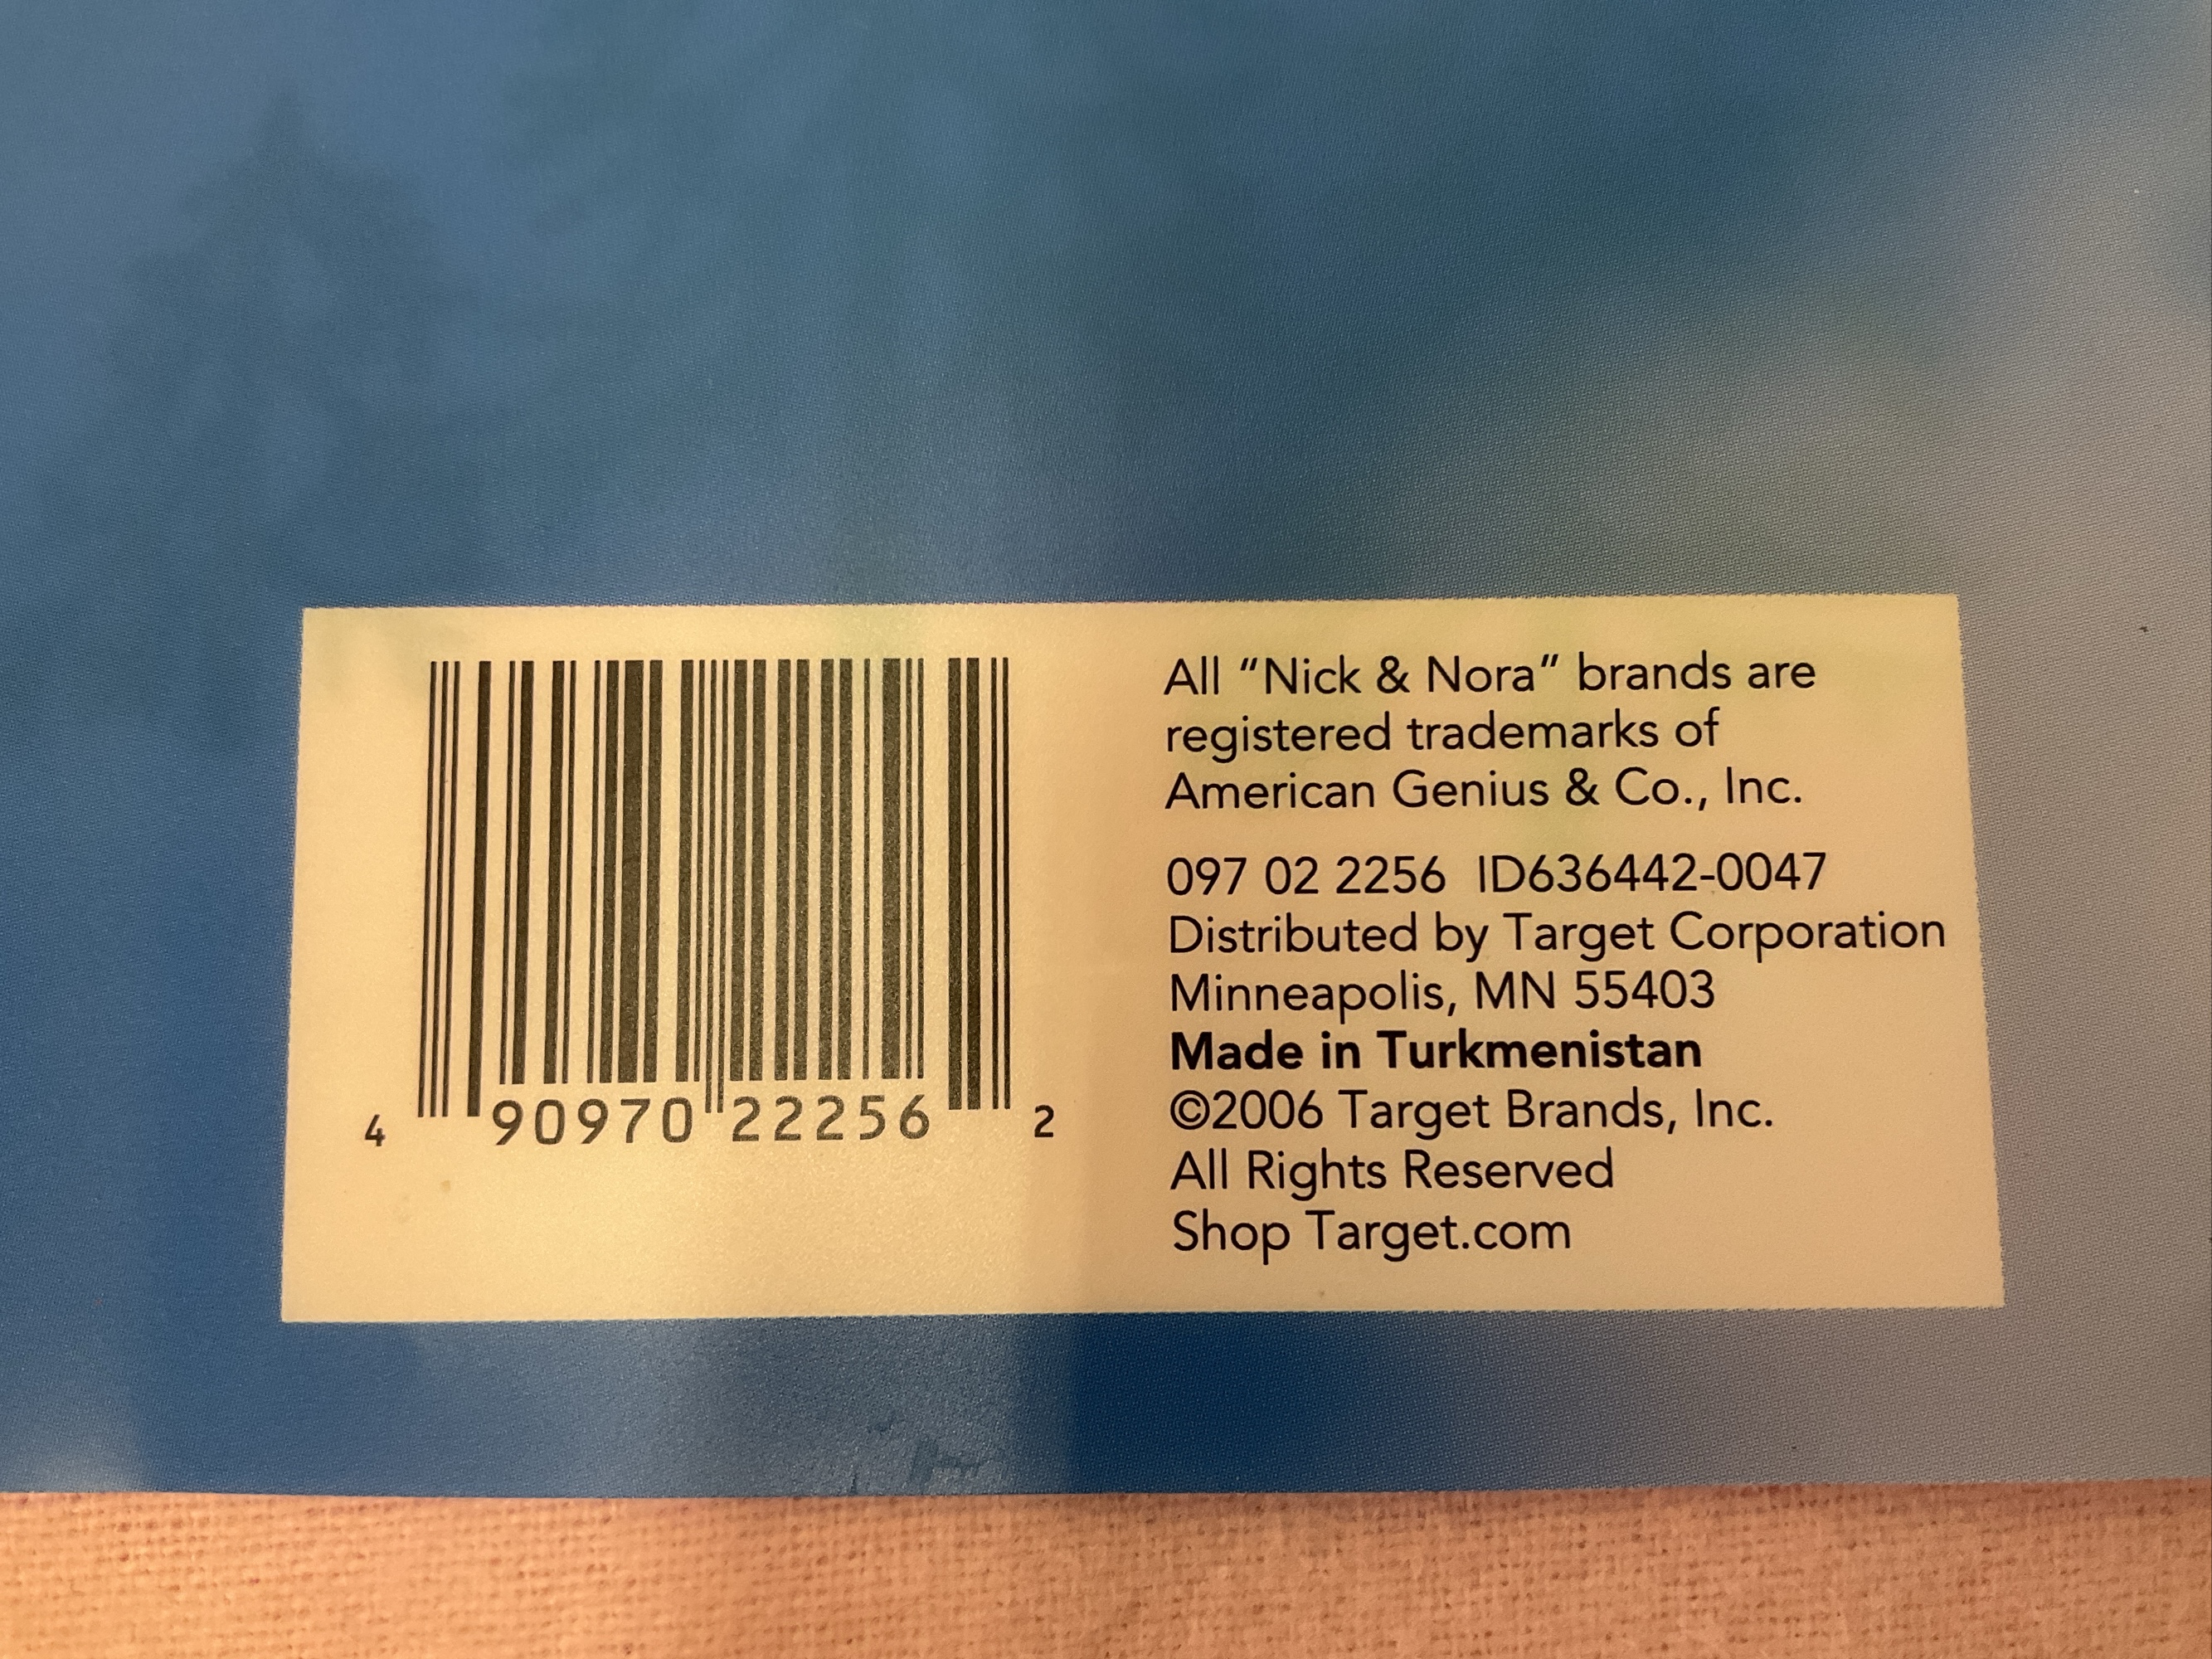 All “Nick & Nora” brands are
registered trademarks of
American Genius & Co., Inc.
097 02 2256 ID636442-0047
Distributed by Target Corporation
Minneapolis, MN 55403
Made in Turkmenistan
©2006 Target Brands, Inc.
All Rights Reserved
Shop Target.com
4 90970 22256 2